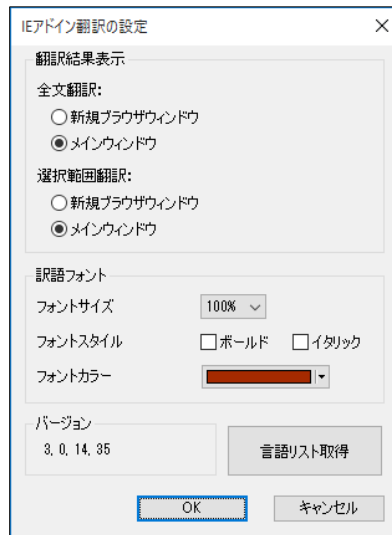 IEアドイン翻訳の設定
翻訳結果表示
全文翻訳:
新規ブラウザウィンドウ
メインウィンドウ
選択範囲翻訳:
新規ブラウザウィンドウ
メインウィンドウ
訳語フォント
フォントサイズ 100%
フォントスタイル ボールド イタリック
フォントカラー
バージョン
3, 0, 14, 35
言語リスト取得
OK キャンセル